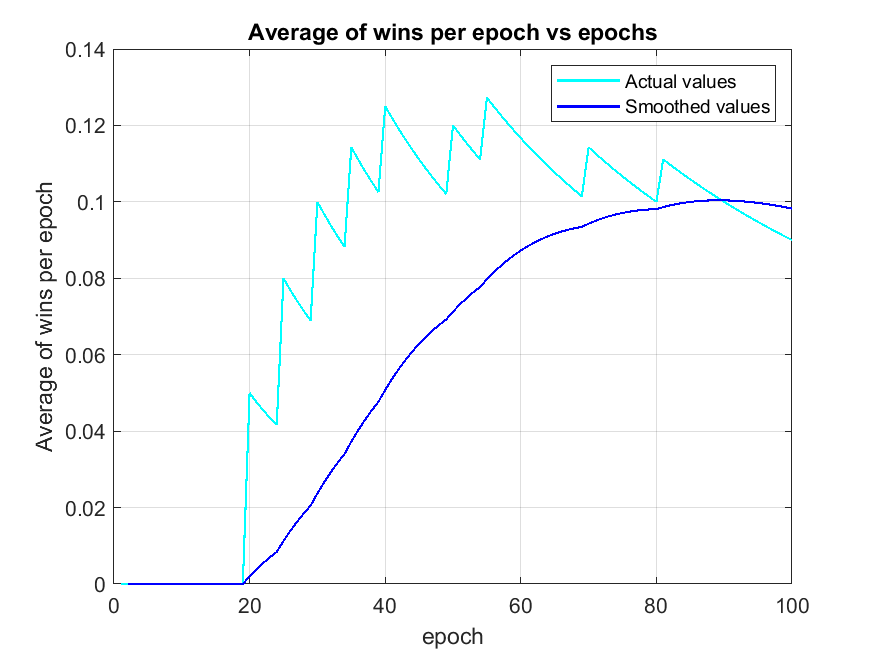 Average of wins per epoch vs epochs
Actual values
Smoothed values
Average of wins per epoch
0.14
0.12
0.1
0.08
0.06
0.04
0.02
0
0 20 40 60 80 100
epoch